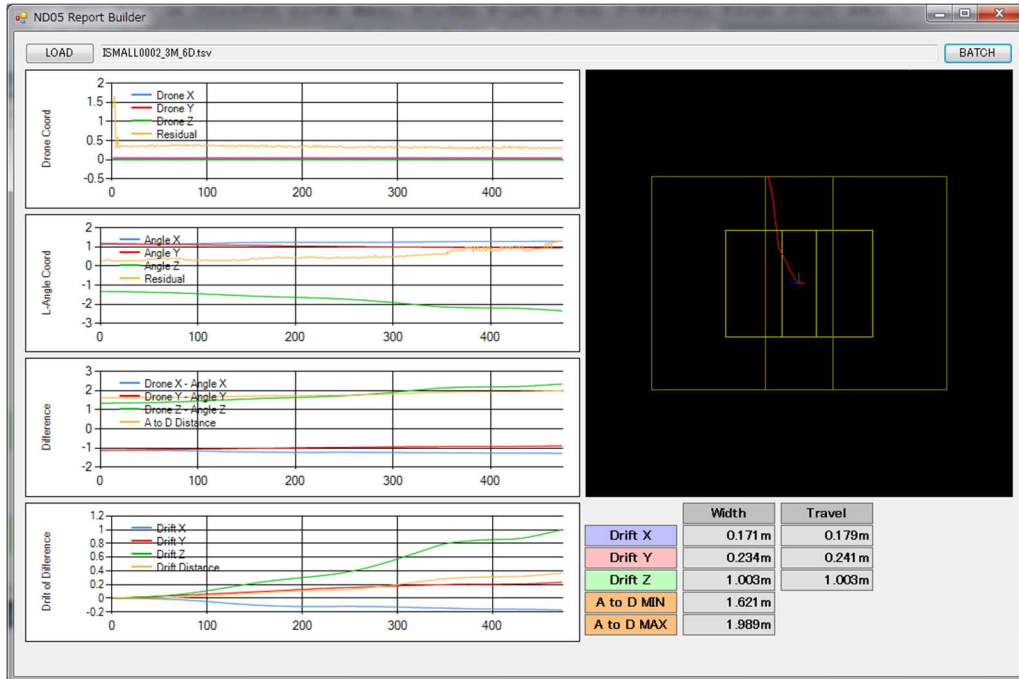 ND05 Report Builder
LOAD
ISMALL0002_3M_6D.tsv
BATCH
Drone Coord
2
1.5
1
0.5
0
-0.5
Drone X
Drone Y
Drone Z
Residual
0 100 200 300 400
L-Angle Coord
2
1
0
-1
-2
-3
Angle X
Angle Y
Angle Z
Residual
0 100 200 300 400
Difference
3
2
1
0
-1
-2
Drone X - Angle X
Drone Y - Angle Y
Drone Z - Angle Z
A to D Distance
0 100 200 300 400
Drift of Difference
1.2
1
0.8
0.6
0.4
0.2
0
-0.2
Drift X
Drift Y
Drift Z
Drift Distance
0 100 200 300 400
Width Travel
Drift X 0.171m 0.179m
Drift Y 0.234m 0.241m
Drift Z 1.003m 1.003m
A to D MIN 1.621m
A to D MAX 1.989m